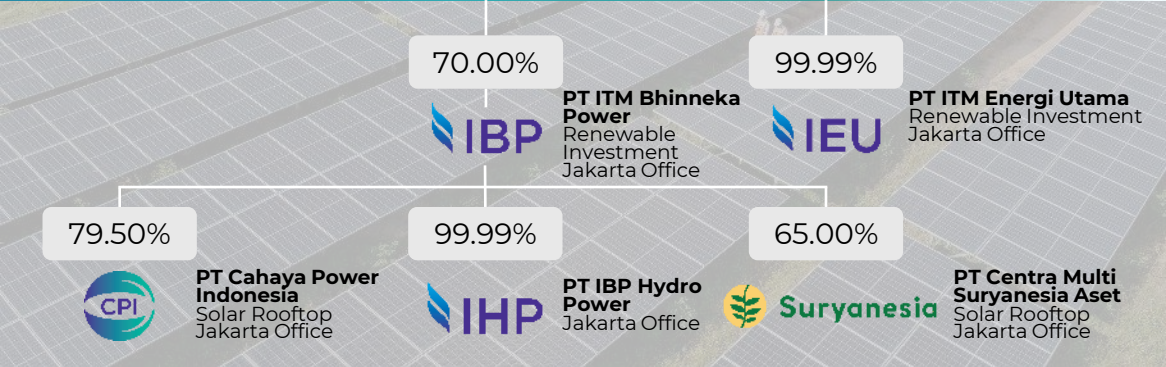 70.00%
99.99%
IBP
PT ITM Bhinneka
Power
Renewable
Investment
Jakarta Office
IEU
PT ITM Energi Utama
Renewable Investment
Jakarta Office
79.50%
99.99%
65.00%
CPI
PT Cahaya Power
Indonesia
Solar Rooftop
Jakarta Office
IHP
PT IBP Hydro
Power
Jakarta Office
Suryanesia
PT Centra Multi
Suryanesia Aset
Solar Rooftop
Jakarta Office